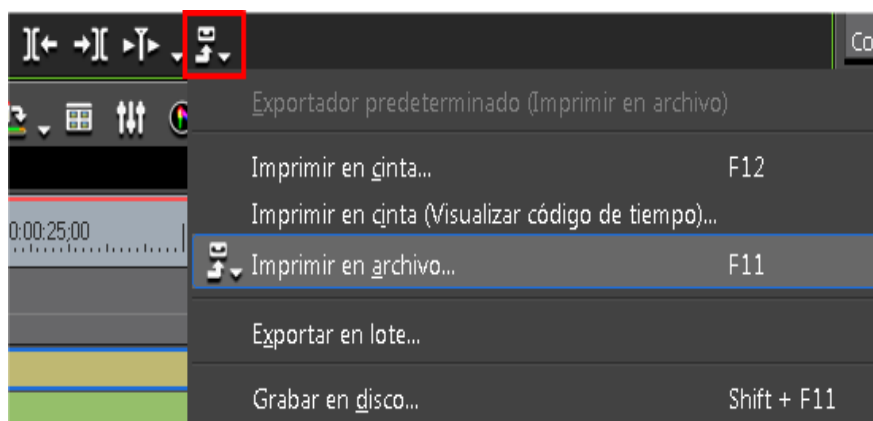 Co
Exportador predeterminado (Imprimir en archivo)
Imprimir en cinta... F12
Imprimir en cinta (Visualizar código de tiempo)...
0:00:25;00
Imprimir en archivo... F11
Exportar en lote...
Grabar en disco... Shift + F11